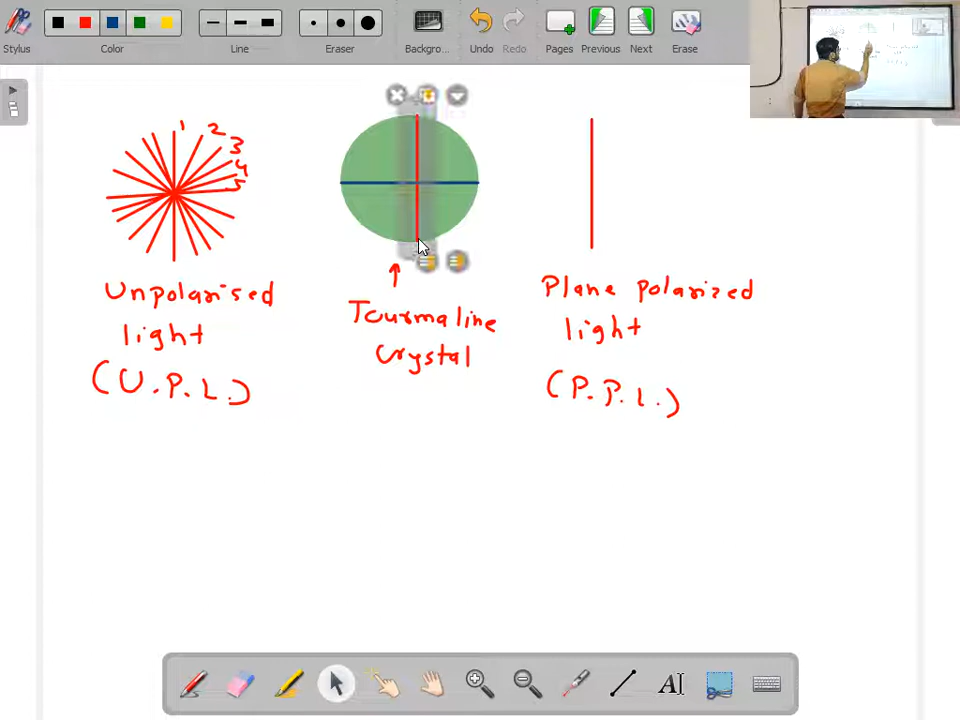 Stylus
Color
Line
Eraser
Backgro...
Undo
Redo
Pages
Previous
Next
Erase
1
2
3
4
5
Unpolarised
light
(U.P.L.)
Tourmaline
crystal
Plane polarized
light
(P.P.L.)
A